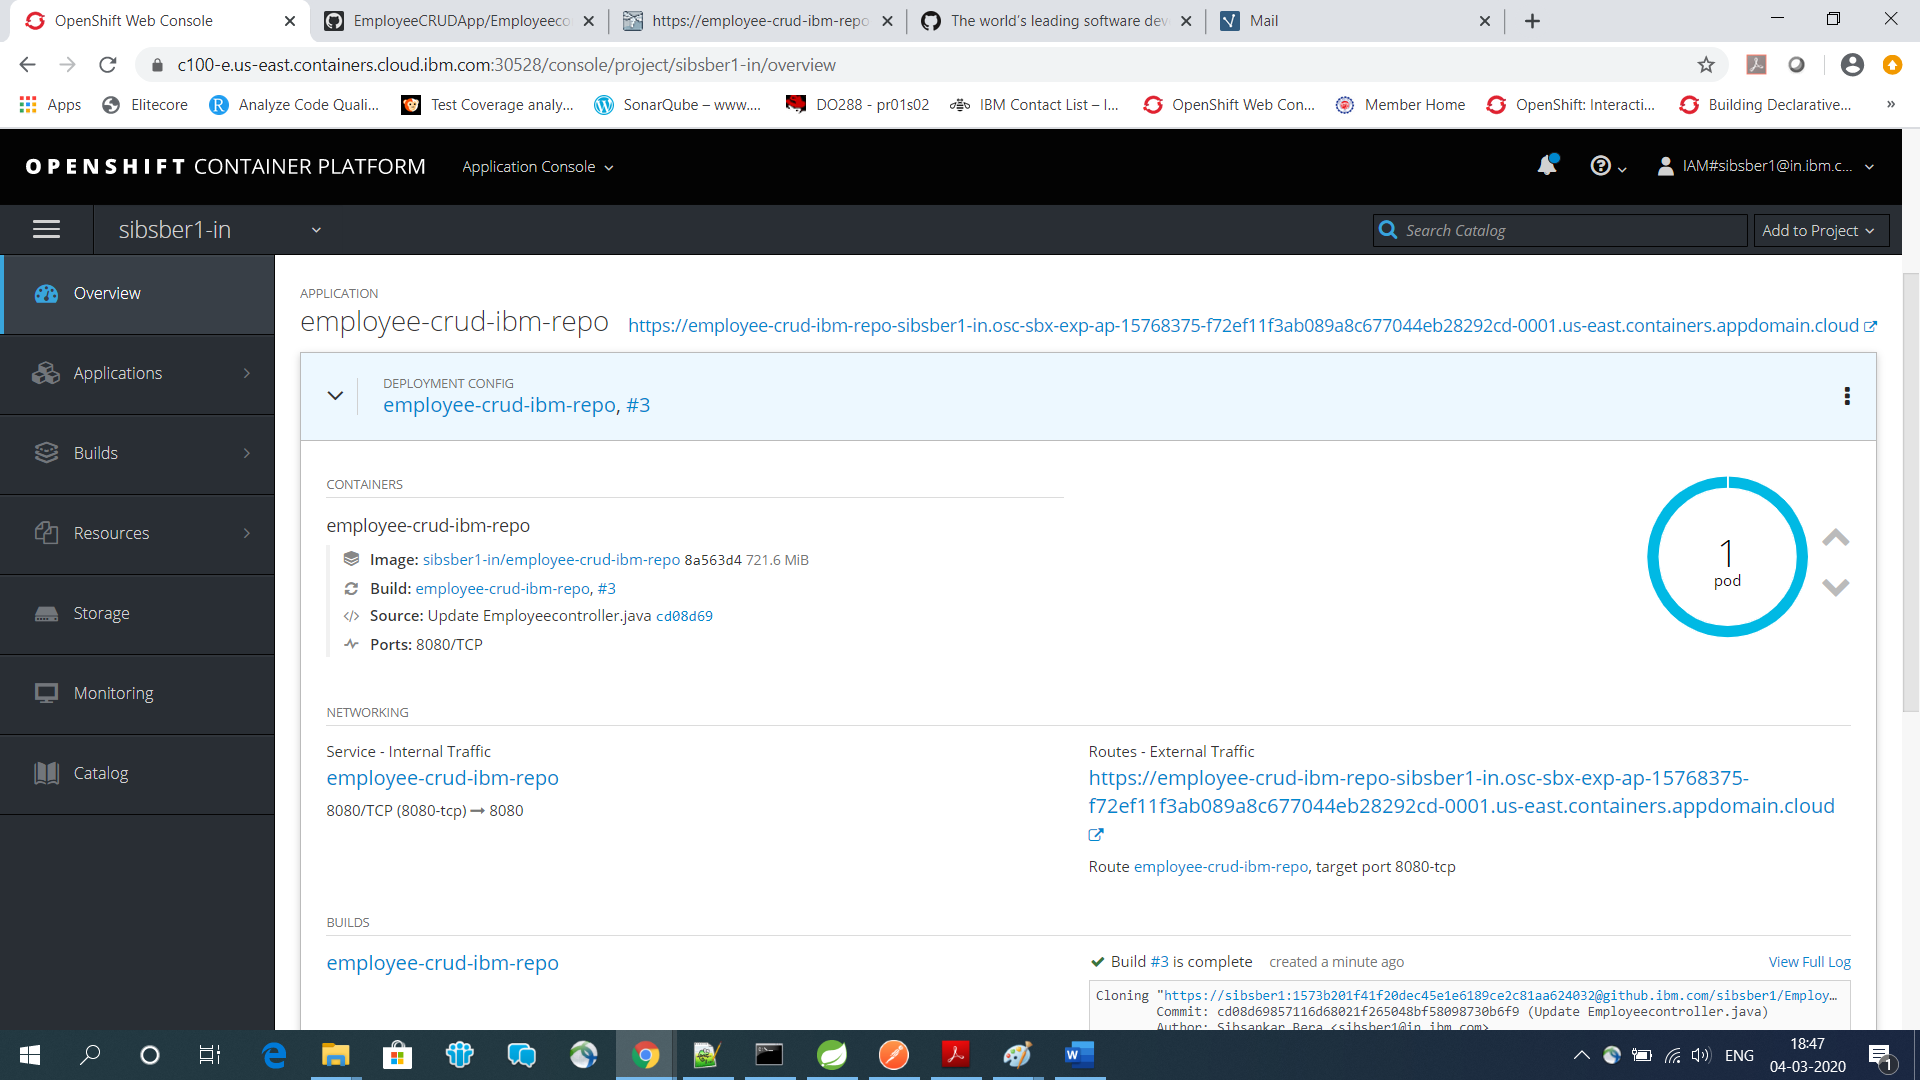 OpenShift Web Console
EmployeeCRUDApp/Employeeco
https://employee-crud-ibm-repo
The world's leading software dev
Mail
c100-e.us-east.containers.cloud.ibm.com:30528/console/project/sibsber1-in/overview
Apps
Elitecore
Analyze Code Quali...
Test Coverage analy...
SonarQube – www....
DO288 - pr01s02
IBM Contact List – I...
OpenShift Web Con...
Member Home
OpenShift: Interacti...
Building Declarative...
»
OPENSHIFT CONTAINER PLATFORM
Application Console
IAM#sibsber1@in.ibm.c...
sibsber1-in
Search Catalog
Add to Project
Overview
Applications
Builds
Resources
Storage
Monitoring
Catalog
APPLICATION
employee-crud-ibm-repo https://employee-crud-ibm-repo-sibsber1-in.osc-sbx-exp-ap-15768375-f72ef11f3ab089a8c677044eb28292cd-0001.us-east.containers.appdomain.cloud
DEPLOYMENT CONFIG
employee-crud-ibm-repo, #3
CONTAINERS
employee-crud-ibm-repo
Image: sibsber1-in/employee-crud-ibm-repo 8a563d4 721.6 MiB
Build: employee-crud-ibm-repo, #3
Source: Update Employeecontroller.java cd08d69
Ports: 8080/TCP
1
pod
NETWORKING
Service - Internal Traffic
employee-crud-ibm-repo
8080/TCP (8080-tcp) → 8080
Routes - External Traffic
https://employee-crud-ibm-repo-sibsber1-in.osc-sbx-exp-ap-15768375-
f72ef11f3ab089a8c677044eb28292cd-0001.us-east.containers.appdomain.cloud
Route employee-crud-ibm-repo, target port 8080-tcp
BUILDS
employee-crud-ibm-repo
Build #3 is complete created a minute ago
View Full Log
Cloning "https://sibsber1:1573b201f41f20dec45e1e6189ce2c81aa624032@github.ibm.com/sibsber1/Employ…
Commit: cd08d69857116d68021f265048bf58098730b6f9 (Update Employeecontroller.java)
Author: Sibsankar Bera <sibsber1@in.ibm.com>
ENG
18:47
04-03-2020
1